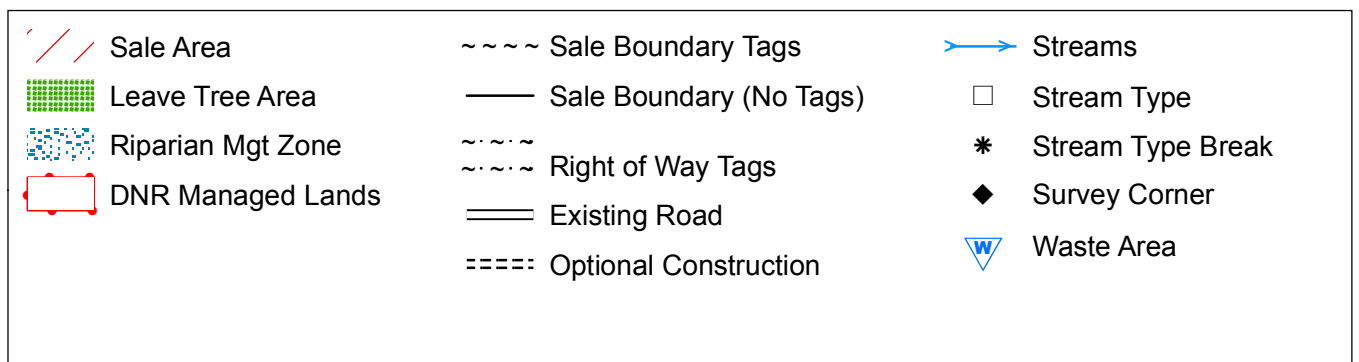 Sale Area
Leave Tree Area
Riparian Mgt Zone
DNR Managed Lands
Sale Boundary Tags
Sale Boundary (No Tags)
Right of Way Tags
Existing Road
Optional Construction
Streams
Stream Type
Stream Type Break
Survey Corner
W Waste Area